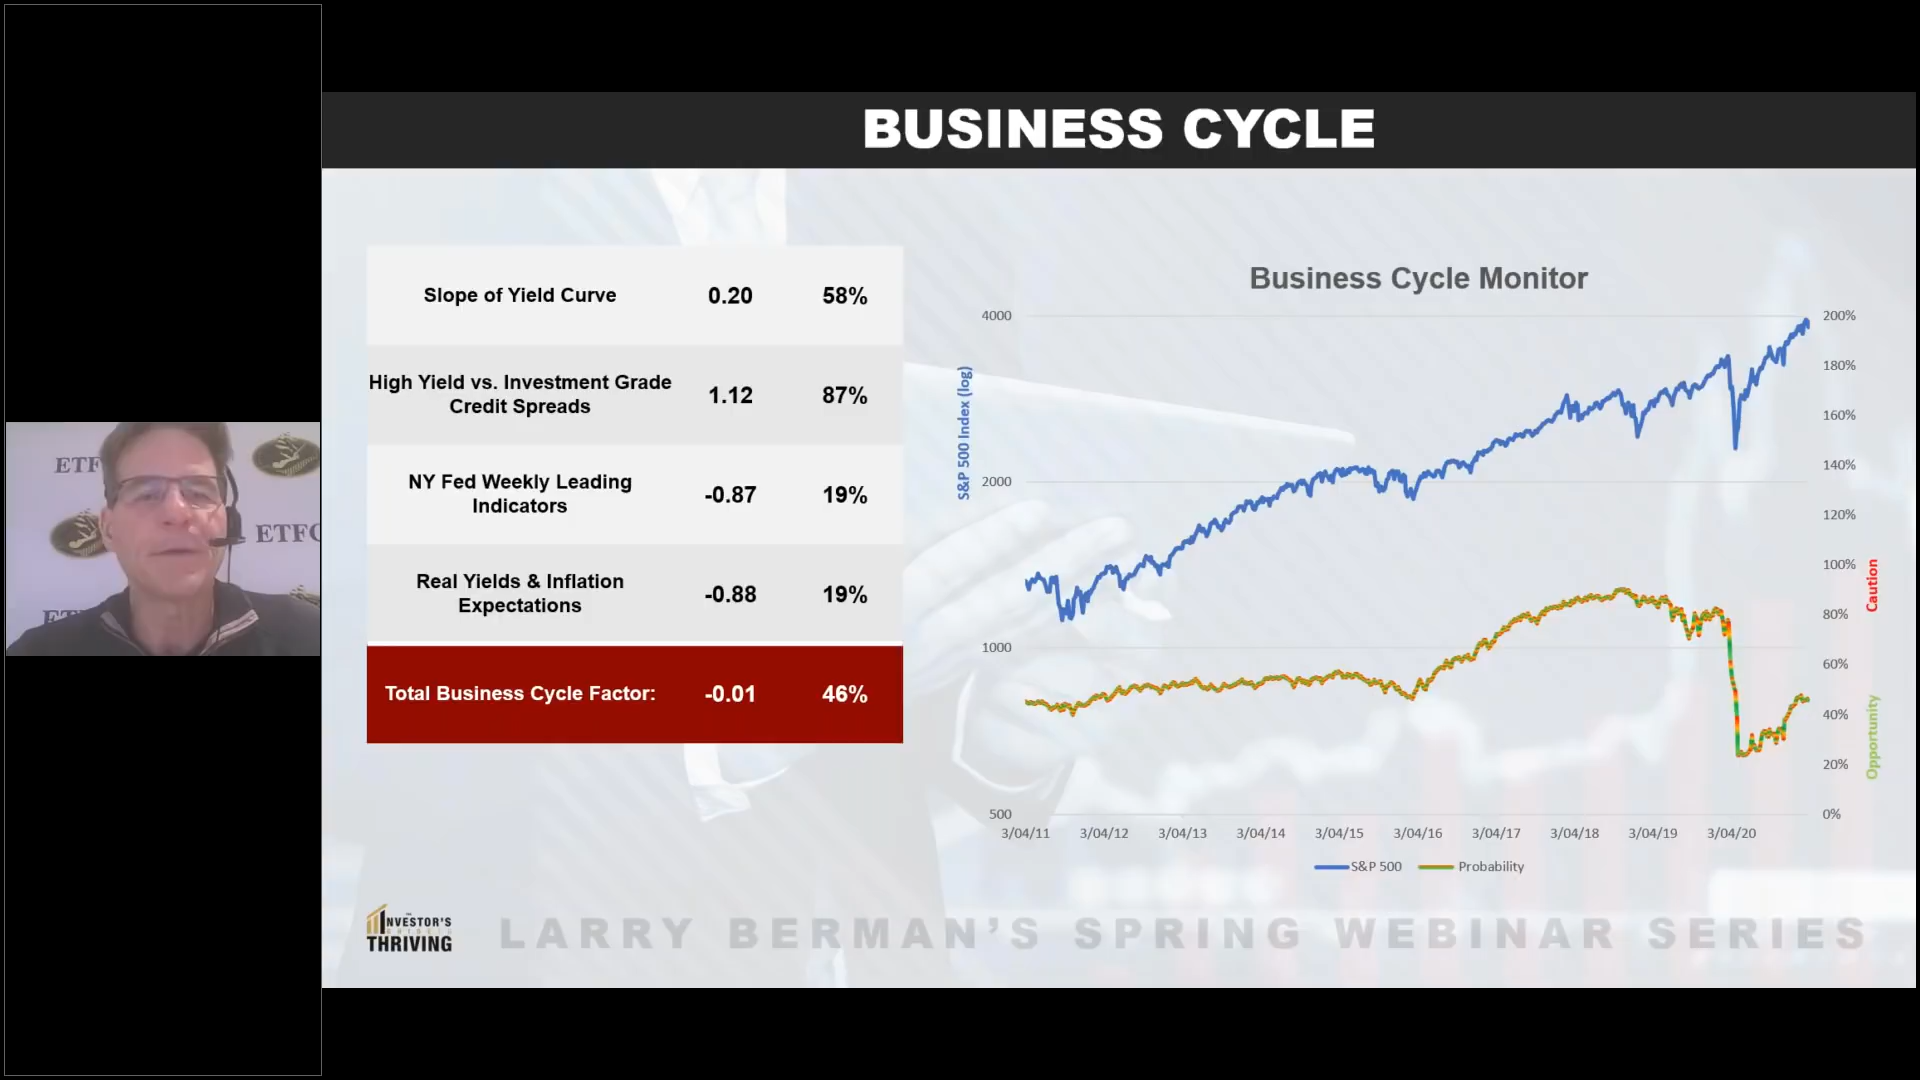 BUSINESS CYCLE
Slope of Yield Curve 0.20 58%
High Yield vs. Investment Grade
Credit Spreads 1.12 87%
NY Fed Weekly Leading
Indicators -0.87 19%
Real Yields & Inflation
Expectations -0.88 19%
Total Business Cycle Factor: -0.01 46%
Business Cycle Monitor
S&P 500 Index (log)
4000
2000
1000
500
200%
180%
160%
140%
120%
100%
80%
60%
40%
20%
0%
Caution
Opportunity
3/04/11 3/04/12 3/04/13 3/04/14 3/04/15 3/04/16 3/04/17 3/04/18 3/04/19 3/04/20
S&P 500 Probability
ETF
ETFC
ET
INVESTOR'S
THRIVING
LARRY BERMAN'S SPRING WEBINAR SERIES